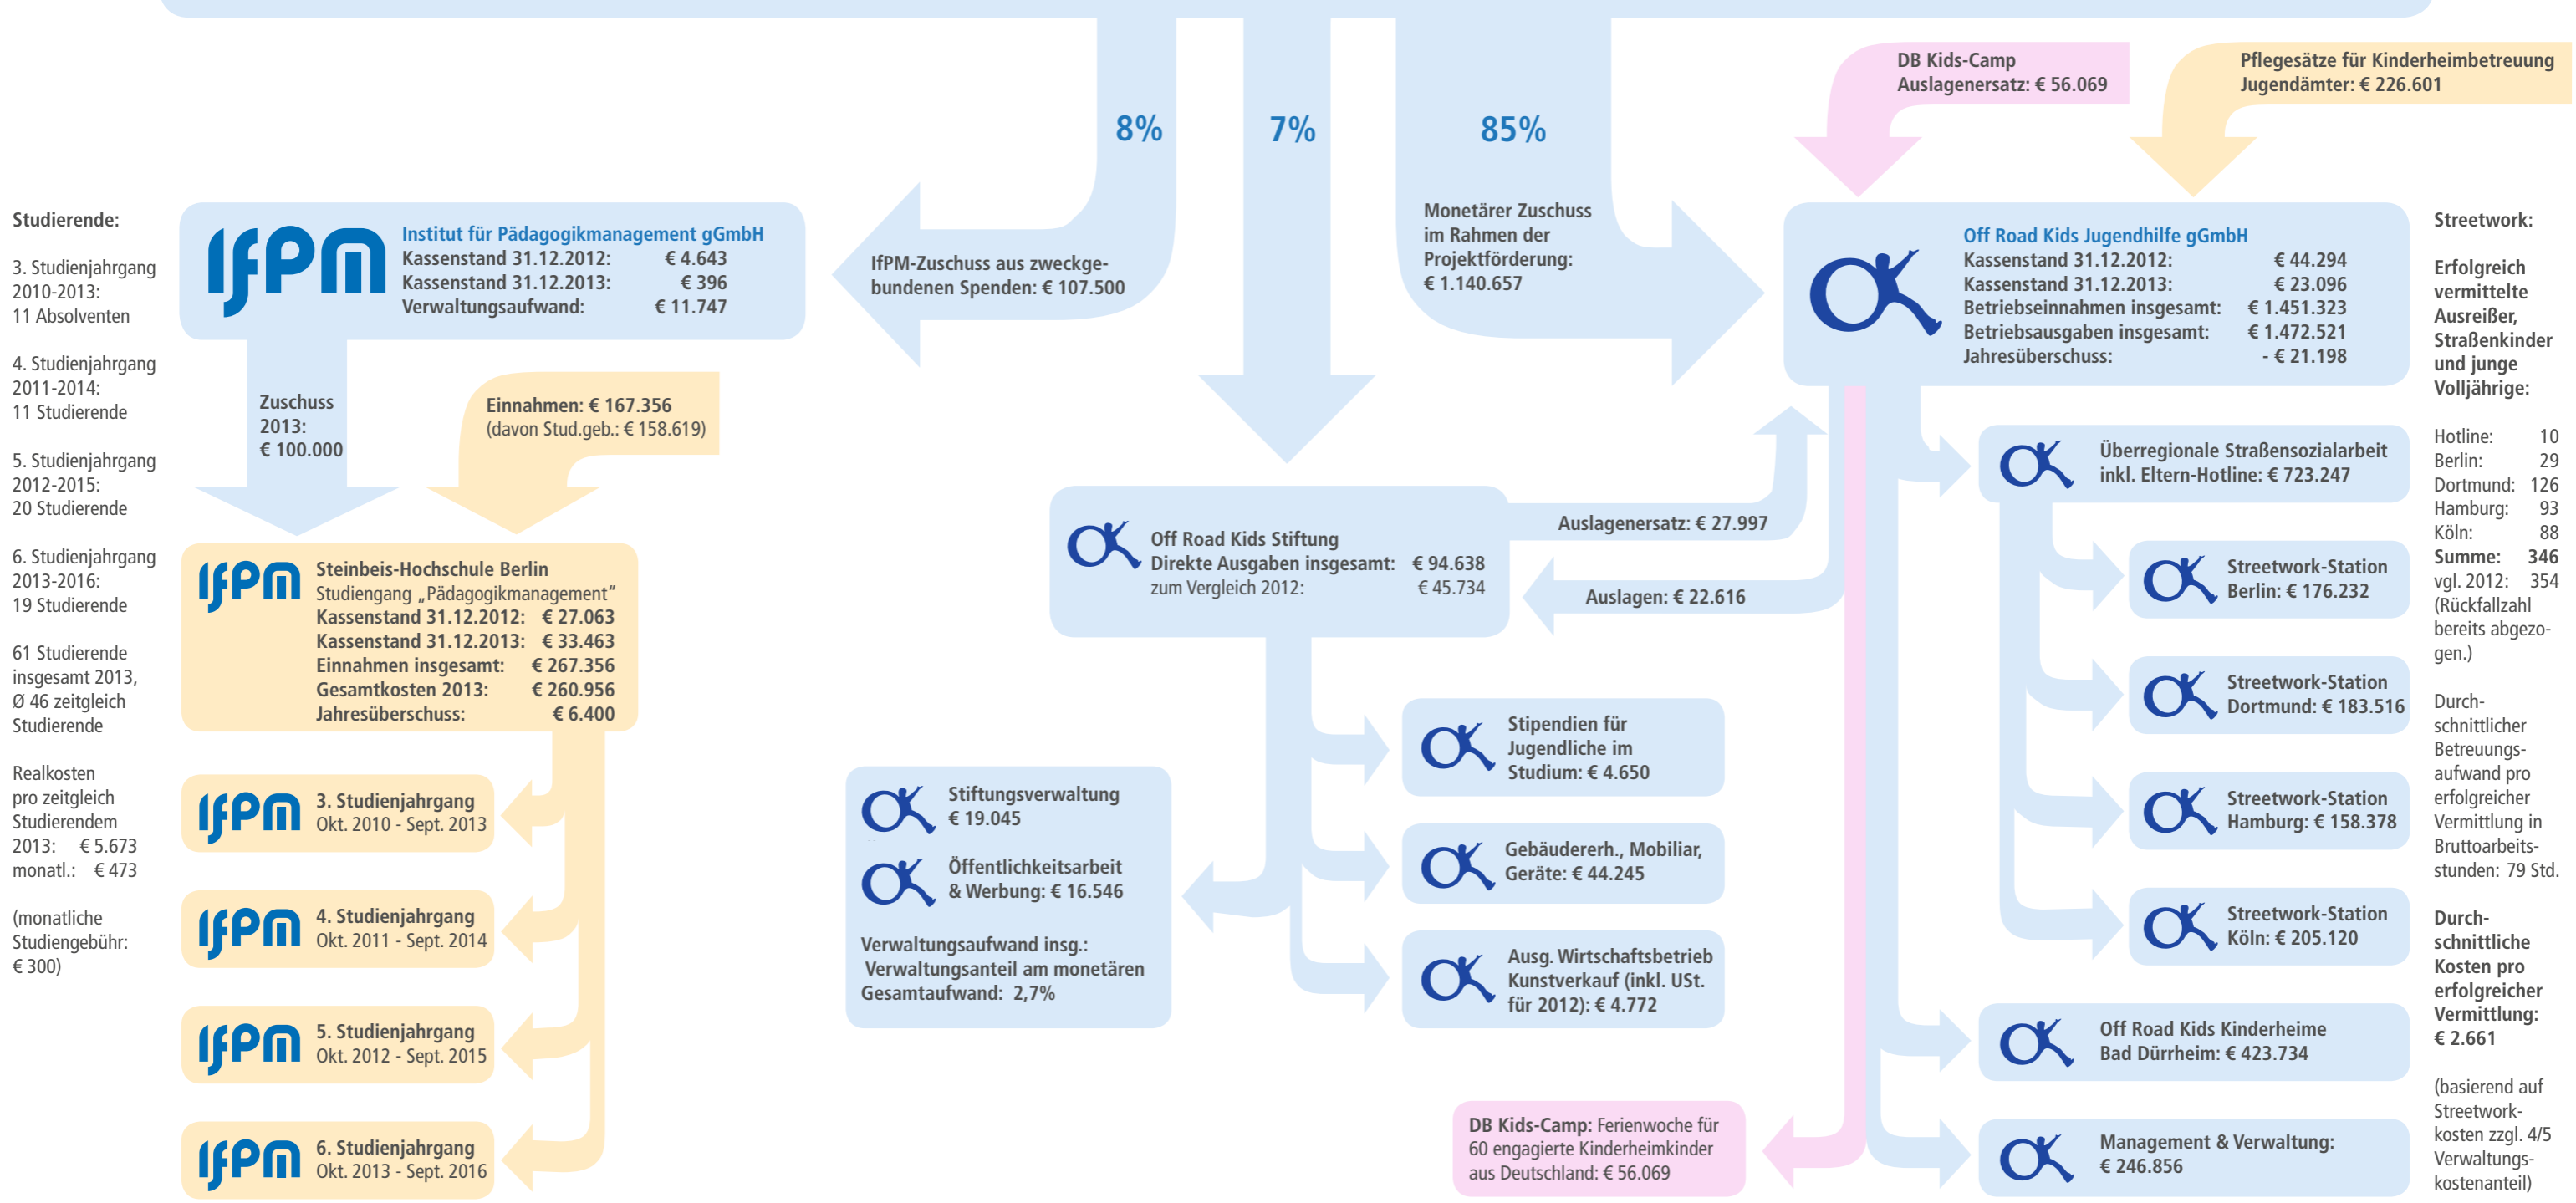 8%
7%
85%
DB Kids-Camp
Auslagenersatz: € 56.069
Pflegesätze für Kinderheimbetreuung
Jugendämter: € 226.601
Studierende:
3. Studienjahrgang
2010-2013:
11 Absolventen
4. Studienjahrgang
2011-2014:
11 Studierende
5. Studienjahrgang
2012-2015:
20 Studierende
6. Studienjahrgang
2013-2016:
19 Studierende
61 Studierende
insgesamt 2013,
Ø 46 zeitgleich
Studierende
Realkosten
pro zeitgleich
Studierendem
2013: € 5.673
monatl.: € 473
(monatliche
Studiengebühr:
€ 300)
IfPM
Institut für Pädagogikmanagement gGmbH
Kassenstand 31.12.2012: € 4.643
Kassenstand 31.12.2013: € 396
Verwaltungsaufwand: € 11.747
IfPM-Zuschuss aus zweckge-
bundenen Spenden: € 107.500
Zuschuss
2013:
€ 100.000
Einnahmen: € 167.356
(davon Stud.geb.: € 158.619)
IfPM
Steinbeis-Hochschule Berlin
Studiengang „Pädagogikmanagement“
Kassenstand 31.12.2012: € 27.063
Kassenstand 31.12.2013: € 33.463
Einnahmen insgesamt: € 267.356
Gesamtkosten 2013: € 260.956
Jahresüberschuss: € 6.400
IfPM
3. Studienjahrgang
Okt. 2010 - Sept. 2013
IfPM
4. Studienjahrgang
Okt. 2011 - Sept. 2014
IfPM
5. Studienjahrgang
Okt. 2012 - Sept. 2015
IfPM
6. Studienjahrgang
Okt. 2013 - Sept. 2016
Monetärer Zuschuss
im Rahmen der
Projektförderung:
€ 1.140.657
Off Road Kids Stiftung
Direkte Ausgaben insgesamt: € 94.638
zum Vergleich 2012: € 45.734
Auslagenersatz: € 27.997
Auslagen: € 22.616
Stiftungsverwaltung
€ 19.045
Öffentlichkeitsarbeit
& Werbung: € 16.546
Verwaltungsaufwand insg.:
Verwaltungsanteil am monetären
Gesamtaufwand: 2,7%
Stipendien für
Jugendliche im
Studium: € 4.650
Gebäudererh., Mobiliar,
Geräte: € 44.245
Ausg. Wirtschaftsbetrieb
Kunstverkauf (inkl. USt.
für 2012): € 4.772
DB Kids-Camp: Ferienwoche für
60 engagierte Kinderheimkinder
aus Deutschland: € 56.069
Off Road Kids Jugendhilfe gGmbH
Kassenstand 31.12.2012: € 44.294
Kassenstand 31.12.2013: € 23.096
Betriebseinnahmen insgesamt: € 1.451.323
Betriebsausgaben insgesamt: € 1.472.521
Jahresüberschuss: - € 21.198
Überregionale Straßensozialarbeit
inkl. Eltern-Hotline: € 723.247
Streetwork-Station
Berlin: € 176.232
Streetwork-Station
Dortmund: € 183.516
Streetwork-Station
Hamburg: € 158.378
Streetwork-Station
Köln: € 205.120
Off Road Kids Kinderheime
Bad Dürrheim: € 423.734
Management & Verwaltung:
€ 246.856
Streetwork:
Erfolgreich
vermittelte
Ausreißer,
Straßenkinder
und junge
Volljährige:
Hotline: 10
Berlin: 29
Dortmund: 126
Hamburg: 93
Köln: 88
Summe: 346
vgl. 2012: 354
(Rückfallzahl
bereits abgezo-
gen.)
Durch-
schnittlicher
Betreuungs-
aufwand pro
erfolgreicher
Vermittlung in
Bruttoarbeits-
stunden: 79 Std.
Durch-
schnittliche
Kosten pro
erfolgreicher
Vermittlung:
€ 2.661
(basierend auf
Streetwork-
kosten zzgl. 4/5
Verwaltungs-
kostenanteil)